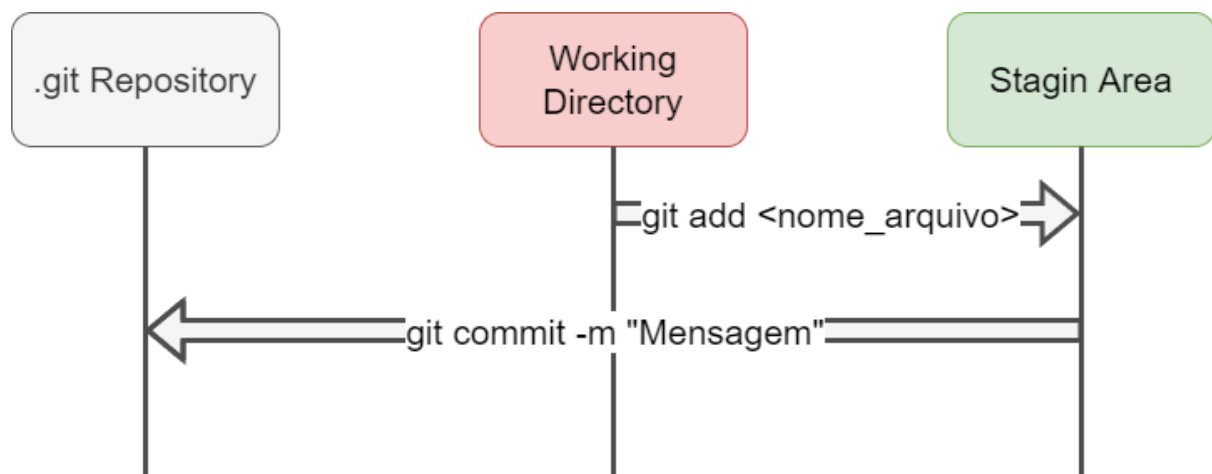 .git Repository
Working
Directory
Stagin Area
git add <nome_arquivo>
git commit -m "Mensagem"